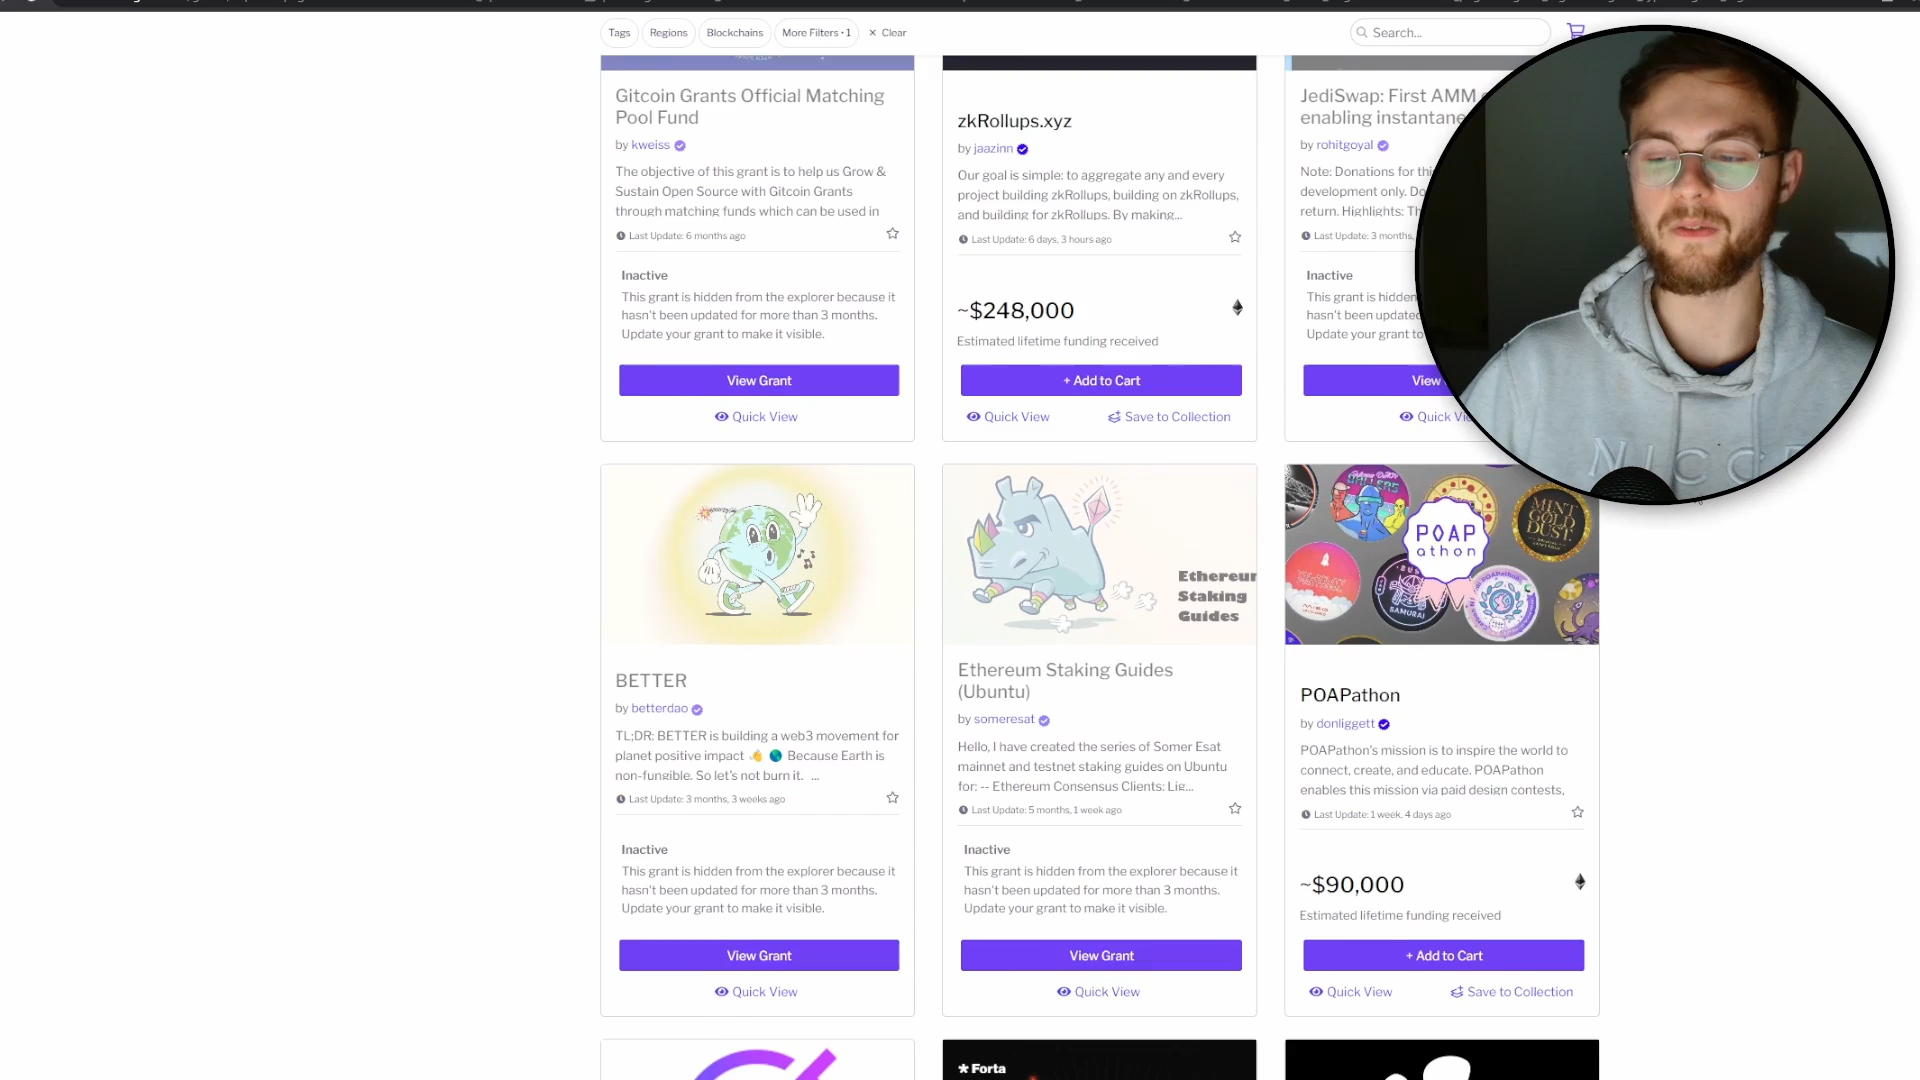 Tags
Regions
Blockchains
More Filters • 1
× Clear
Search...
Gitcoin Grants Official Matching
Pool Fund
by kweiss
The objective of this grant is to help us Grow &
Sustain Open Source with Gitcoin Grants
through matching funds which can be used in
Last Update: 6 months ago
Inactive
This grant is hidden from the explorer because it
hasn't been updated for more than 3 months.
Update your grant to make it visible.
View Grant
Quick View
zkRollups.xyz
by jaazinn
Our goal is simple: to aggregate any and every
project building zkRollups, building on zkRollups,
and building for zkRollups. By making...
Last Update: 6 days, 3 hours ago
~$248,000
Estimated lifetime funding received
+ Add to Cart
Quick View
Save to Collection
JediSwap: First AMM
enabling
by rohitgoyal
Note: Donations for
development only.
return. Highlights:
Last Update: 3 months,
Inactive
This grant is hidden
hasn't been updated
Update your grant to
View
Quick
BETTER
by betterdao
TL;DR: BETTER is building a web3 movement for
planet positive impact 👋 🌎 Because Earth is
non-fungible. So let's not burn it. ...
Last Update: 3 months, 3 weeks ago
Inactive
This grant is hidden from the explorer because it
hasn't been updated for more than 3 months.
Update your grant to make it visible.
View Grant
Quick View
Ethereum
Staking
Guides
Ethereum Staking Guides
(Ubuntu)
by someresat
Hello, I have created the series of Somer Esat
mainnet and testnet staking guides on Ubuntu
for: -- Ethereum Consensus Clients: Lig...
Last Update: 5 months, 1 week ago
Inactive
This grant is hidden from the explorer because it
hasn't been updated for more than 3 months.
Update your grant to make it visible.
View Grant
Quick View
POAP
athon
MINT
GOLD
DUST
SAMURAI
POAPathon
by donliggett
POAPathon's mission is to inspire the world to
connect, create, and educate. POAPathon
enables this mission via paid design contests,
Last Update: 1 week, 4 days ago
~$90,000
Estimated lifetime funding received
+ Add to Cart
Quick View
Save to Collection
Forta